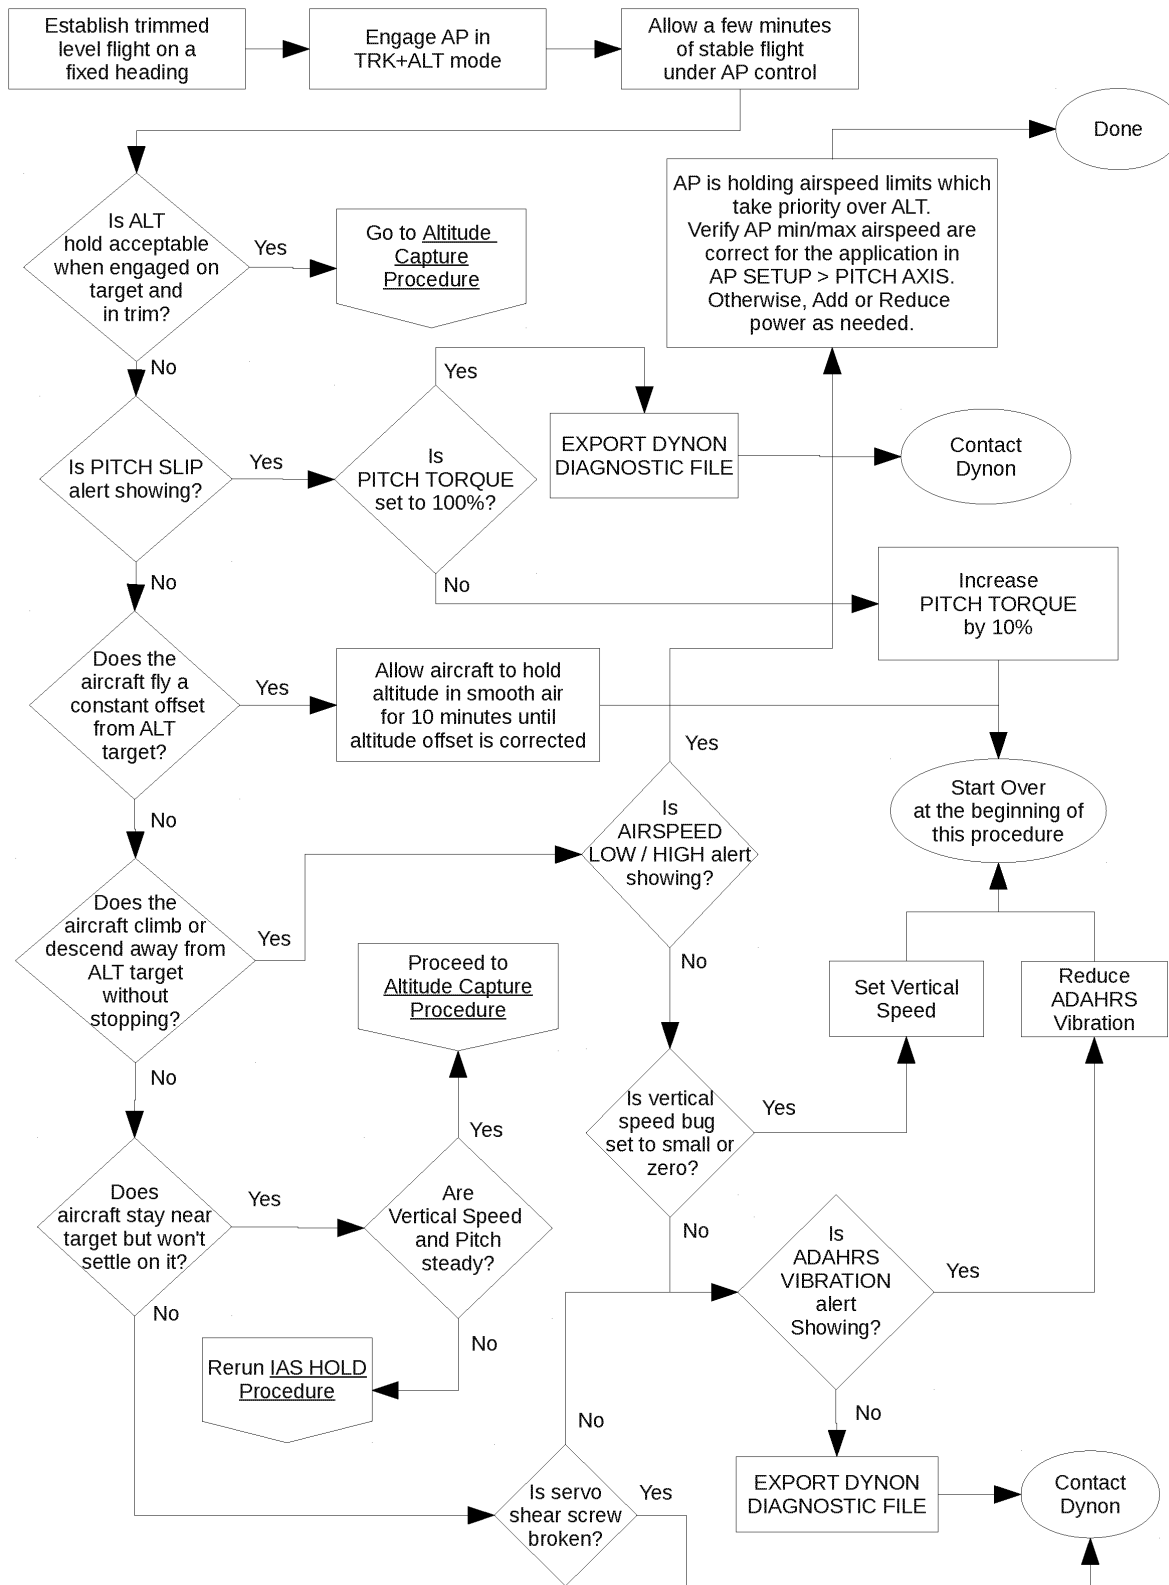 Establish trimmed
level flight on a
fixed heading
Engage AP in
TRK+ALT mode
Allow a few minutes
of stable flight
under AP control
Done
AP is holding airspeed limits which
take priority over ALT.
Verify AP min/max airspeed are
correct for the application in
AP SETUP > PITCH AXIS.
Otherwise, Add or Reduce
power as needed.
Is ALT
hold acceptable
when engaged on
target and
in trim?
Yes
Go to Altitude
Capture
Procedure
No
Is PITCH SLIP
alert showing?
Yes
Is
PITCH TORQUE
set to 100%?
Yes
EXPORT DYNON
DIAGNOSTIC FILE
Contact
Dynon
No
No
Increase
PITCH TORQUE
by 10%
Does the
aircraft fly a
constant offset
from ALT
target?
Yes
Allow aircraft to hold
altitude in smooth air
for 10 minutes until
altitude offset is corrected
Yes
Start Over
at the beginning of
this procedure
No
Is
AIRSPEED
LOW / HIGH alert
showing?
Does the
aircraft climb or
descend away from
ALT target
without
stopping?
Yes
No
Proceed to
Altitude Capture
Procedure
Set Vertical
Speed
Reduce
ADAHRS
Vibration
No
Is vertical
speed bug
set to small or
zero?
Yes
Yes
Does
aircraft stay near
target but won't
settle on it?
Yes
Are
Vertical Speed
and Pitch
steady?
No
Is
ADAHRS
VIBRATION
alert
Showing?
Yes
No
No
Rerun IAS HOLD
Procedure
No
No
Is servo
shear screw
broken?
Yes
EXPORT DYNON
DIAGNOSTIC FILE
Contact
Dynon